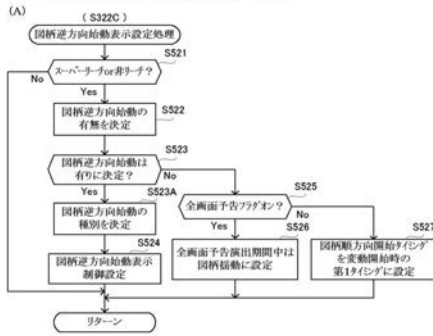 (A)
(S322C)
図柄逆方向始動表示設定処理
S521
スーパーリーチor非リーチ?
No
Yes
S522
図柄逆方向始動の
有無を決定
S523
図柄逆方向始動は
有りに決定?
No
Yes
S523A
図柄逆方向始動の
種別を決定
S524
図柄逆方向始動表示
制御設定
S525
全画面予告フラグオン?
No
Yes
S526
全画面予告演出期間中は
図柄揺動に設定
S527
図柄順方向開始タイミング
を変動開始時の
第1タイミングに設定
リターン